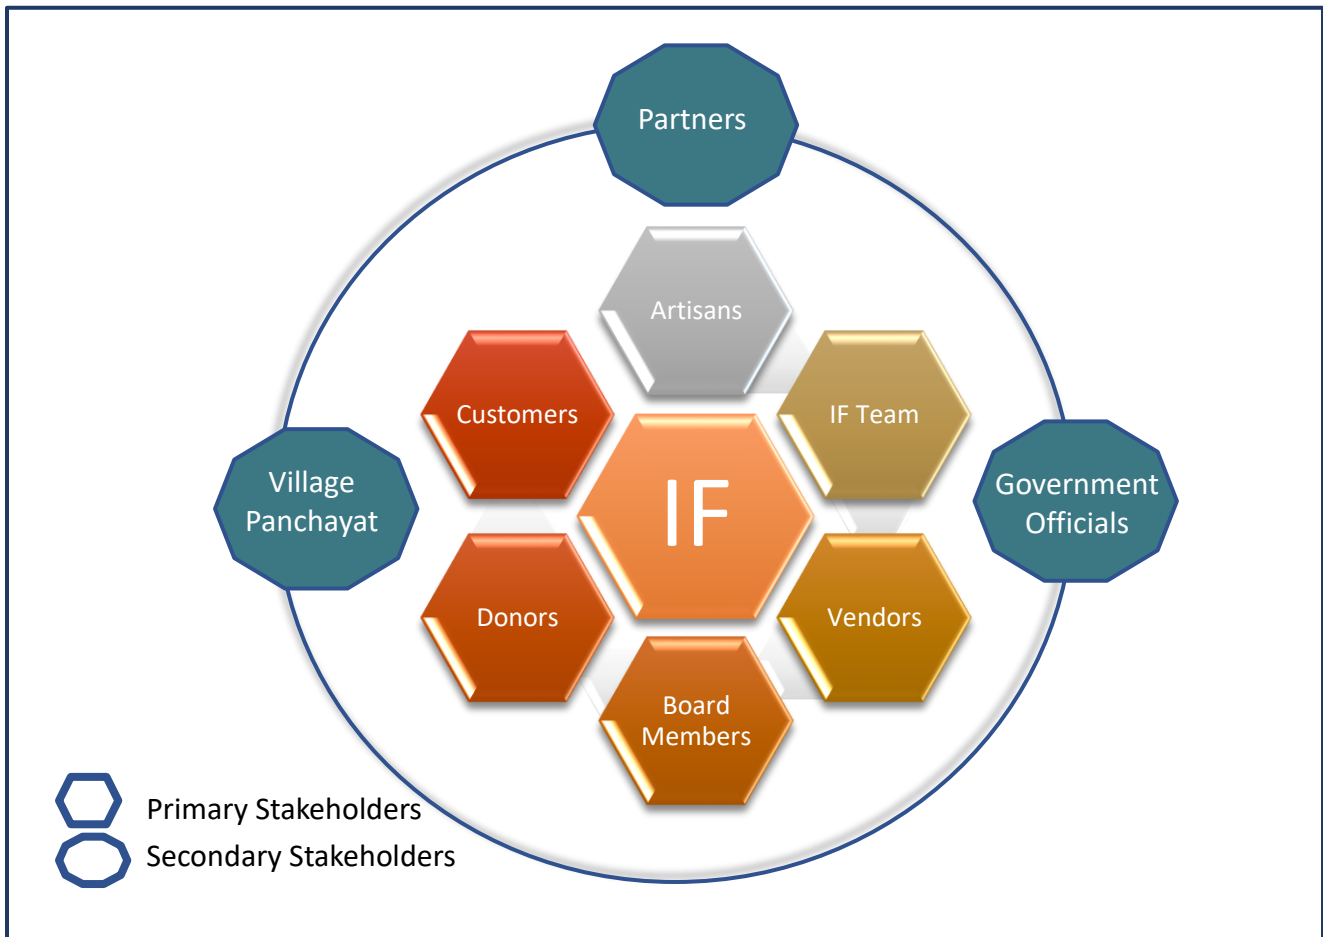 Partners
Artisans
Customers
IF Team
IF
Village
Panchayat
Government
Officials
Donors
Vendors
Board
Members
Primary Stakeholders
Secondary Stakeholders